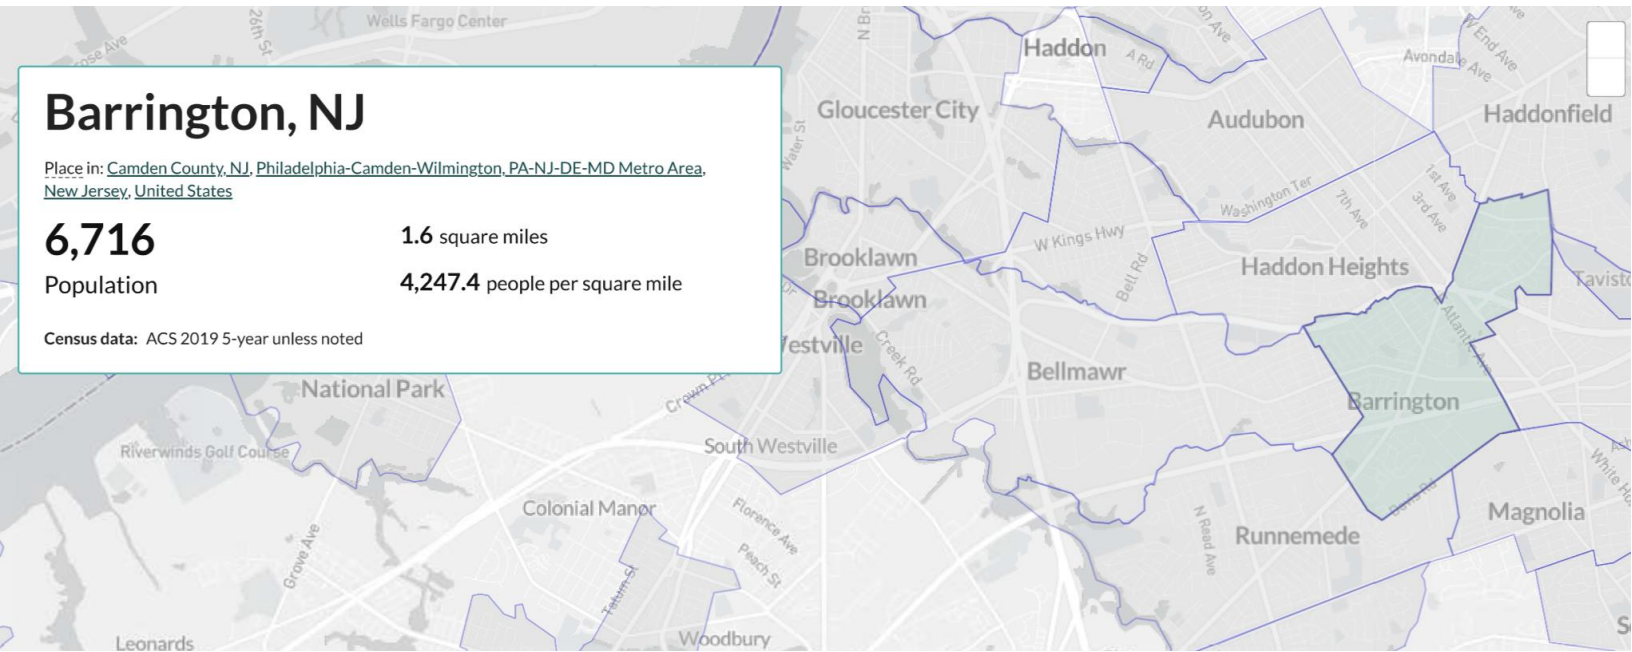 Barrington, NJ
Place in: Camden County, NJ, Philadelphia-Camden-Wilmington, PA-NJ-DE-MD Metro Area,
New Jersey, United States
6,716
Population
1.6 square miles
4,247.4 people per square mile
Census data: ACS 2019 5-year unless noted
26th St
Wells Fargo Center
N Br
Haddon
A Rd
W End Ave
Avondale Ave
Gloucester City
Audubon
Haddonfield
Water St
1st Ave
3rd Ave
7th Ave
Washington Ter
W Kings Hwy
Bell Rd
Brooklawn
Haddon Heights
Brooklawn
Creek Rd
Bellmawr
Barrington
National Park
Riverwinds Golf Course
South Westville
Colonial Manor
Florence Ave
Peach St
Grove Ave
Tatum St
N Read Ave
Runnemede
Magnolia
Leonards
Woodbury